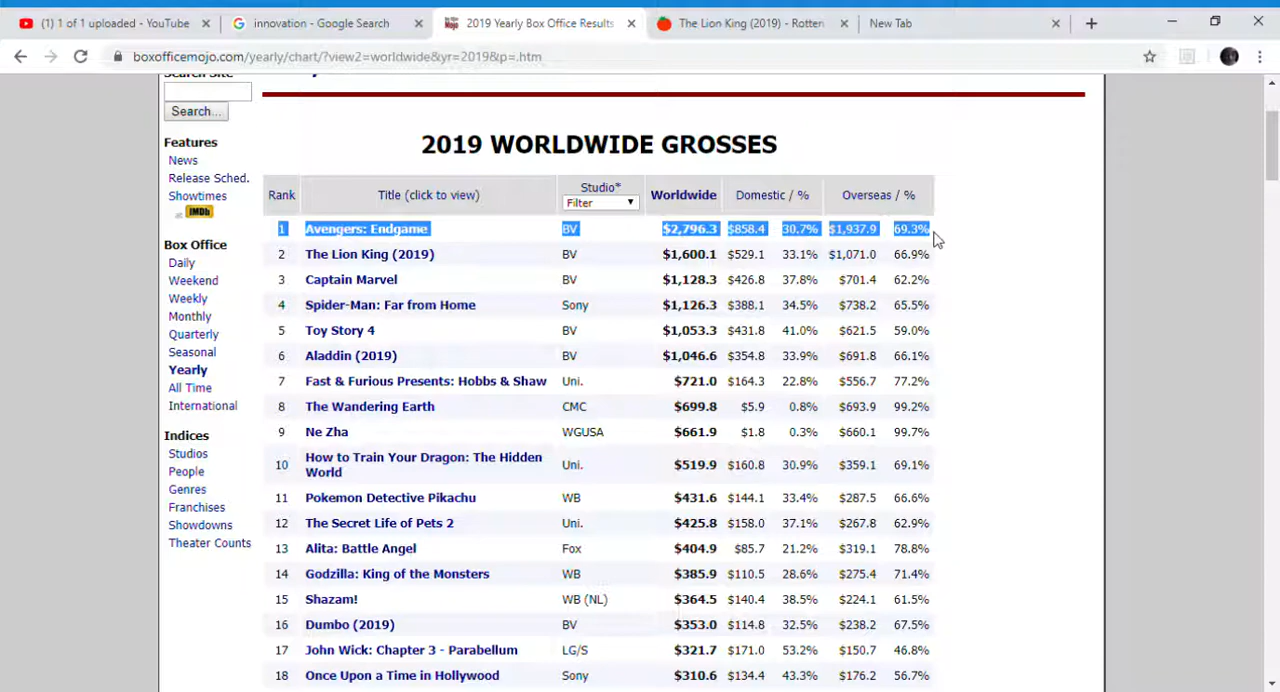 (1) 1 of 1 uploaded - YouTube
innovation - Google Search
2019 Yearly Box Office Results
The Lion King (2019) - Rotten
New Tab
boxofficemojo.com/yearly/chart/?view2=worldwide&yr=2019&p=.htm
Search Site
Search...
Features
News
Release Sched.
Showtimes
at IMDb
Box Office
Daily
Weekend
Weekly
Monthly
Quarterly
Seasonal
Yearly
All Time
International
Indices
Studios
People
Genres
Franchises
Showdowns
Theater Counts
2019 WORLDWIDE GROSSES
Rank Title (click to view) Studio* Filter Worldwide Domestic / % Overseas / %
1 Avengers: Endgame BV $2,796.3 $858.4 30.7% $1,937.9 69.3%
2 The Lion King (2019) BV $1,600.1 $529.1 33.1% $1,071.0 66.9%
3 Captain Marvel BV $1,128.3 $426.8 37.8% $701.4 62.2%
4 Spider-Man: Far from Home Sony $1,126.3 $388.1 34.5% $738.2 65.5%
5 Toy Story 4 BV $1,053.3 $431.8 41.0% $621.5 59.0%
6 Aladdin (2019) BV $1,046.6 $354.8 33.9% $691.8 66.1%
7 Fast & Furious Presents: Hobbs & Shaw Uni. $721.0 $164.3 22.8% $556.7 77.2%
8 The Wandering Earth CMC $699.8 $5.9 0.8% $693.9 99.2%
9 Ne Zha WGUSA $661.9 $1.8 0.3% $660.1 99.7%
10 How to Train Your Dragon: The Hidden World Uni. $519.9 $160.8 30.9% $359.1 69.1%
11 Pokemon Detective Pikachu WB $431.6 $144.1 33.4% $287.5 66.6%
12 The Secret Life of Pets 2 Uni. $425.8 $158.0 37.1% $267.8 62.9%
13 Alita: Battle Angel Fox $404.9 $85.7 21.2% $319.1 78.8%
14 Godzilla: King of the Monsters WB $385.9 $110.5 28.6% $275.4 71.4%
15 Shazam! WB (NL) $364.5 $140.4 38.5% $224.1 61.5%
16 Dumbo (2019) BV $353.0 $114.8 32.5% $238.2 67.5%
17 John Wick: Chapter 3 - Parabellum LG/S $321.7 $171.0 53.2% $150.7 46.8%
18 Once Upon a Time in Hollywood Sony $310.6 $134.4 43.3% $176.2 56.7%